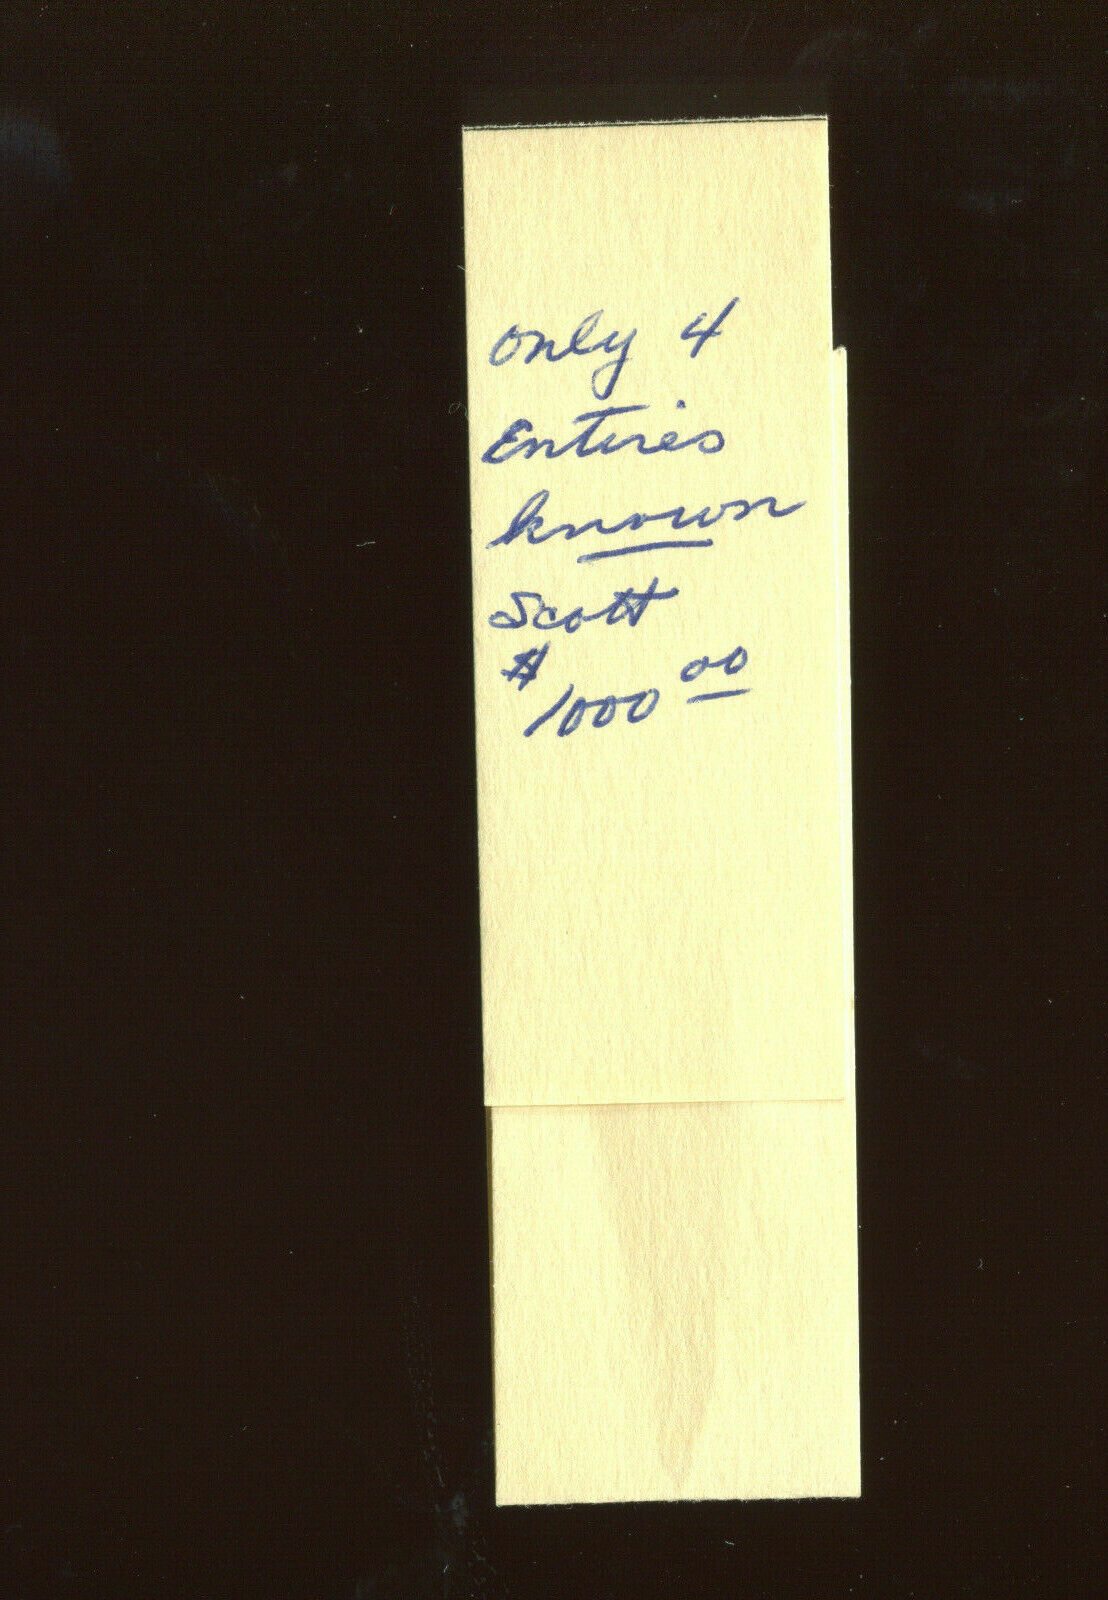 only 4
Entires
known
Scott
$
1000 00